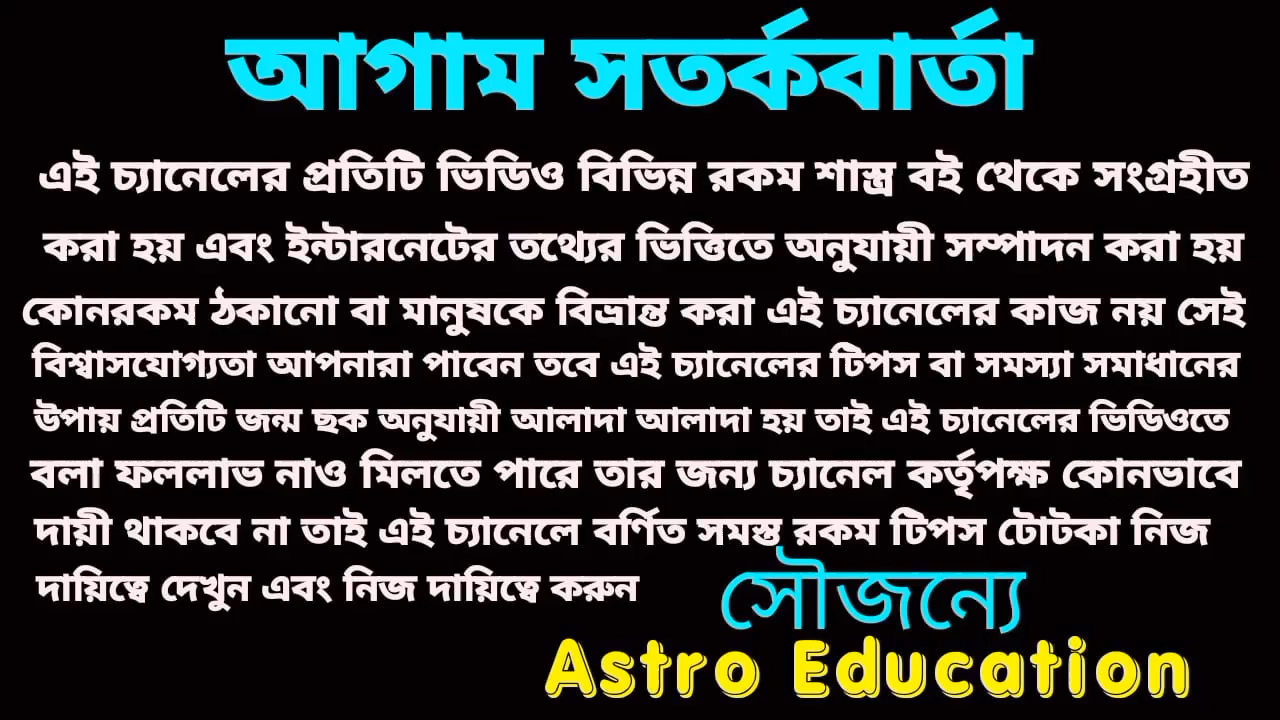 আগাম সতর্কবার্তা
এই চ্যানেলের প্রতিটি ভিডিও বিভিন্ন রকম শাস্ত্র বই থেকে সংগ্রহীত
করা হয় এবং ইন্টারনেটের তথ্যের ভিত্তিতে অনুযায়ী সম্পাদন করা হয়
কোনরকম ঠকানো বা মানুষকে বিভ্রান্ত করা এই চ্যানেলের কাজ নয় সেই
বিশ্বাসযোগ্যতা আপনারা পাবেন তবে এই চ্যানেলের টিপস বা সমস্যা সমাধানের
উপায় প্রতিটি জন্ম ছক অনুযায়ী আলাদা আলাদা হয় তাই এই চ্যানেলের ভিডিওতে
বলা ফললাভ নাও মিলতে পারে তার জন্য চ্যানেল কর্তৃপক্ষ কোনভাবে
দায়ী থাকবে না তাই এই চ্যানেলে বর্ণিত সমস্ত রকম টিপস টোটকা নিজ
দায়িত্বে দেখুন এবং নিজ দায়িত্বে করুন
সৌজন্যে
Astro Education